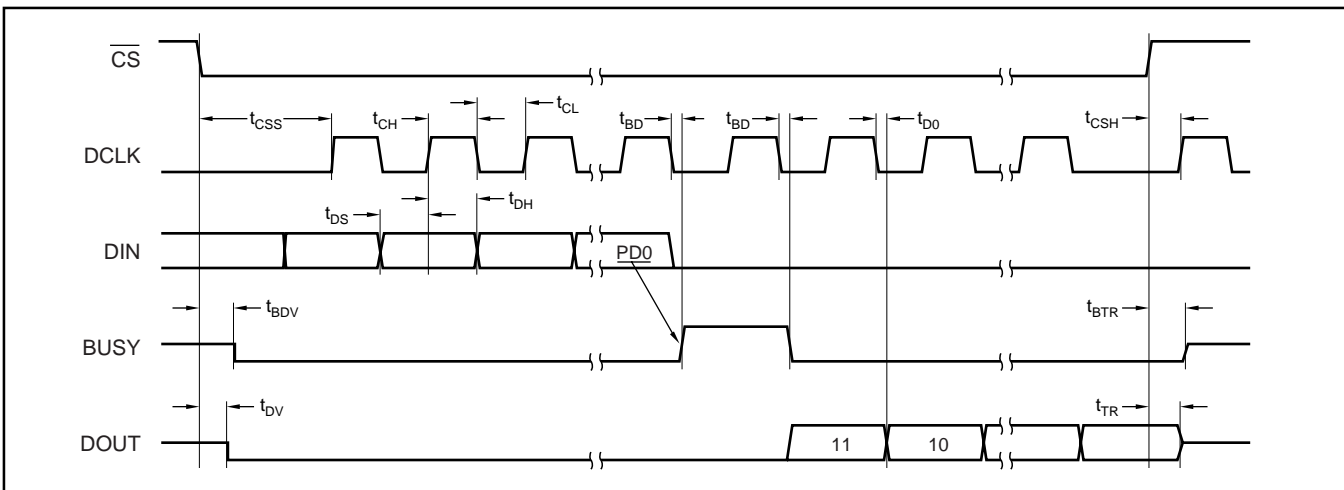 CS
tCSS
tCH
tCL
tBD
tBD
tD0
tCSH
DCLK
tDS
tDH
DIN
PD0
tBDV
tBTR
BUSY
tDV
tTR
DOUT
11
10